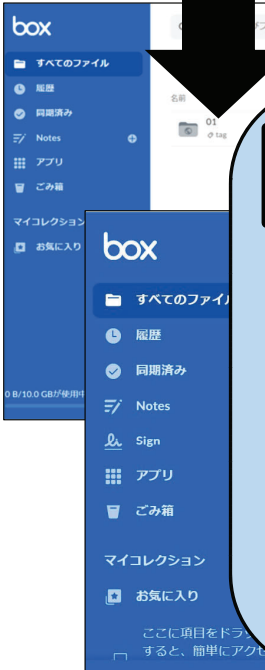 box
すべてのファイル
履歴
同期済み
Notes
アプリ
ごみ箱
マイコレクション
お気に入り
0 B/10.0 GBが使用中
名前
01
tag
box
すべてのファイル
履歴
同期済み
Notes
Sign
アプリ
ごみ箱
マイコレクション
お気に入り
ここに項目をドラッ
すると、簡単にアクセ